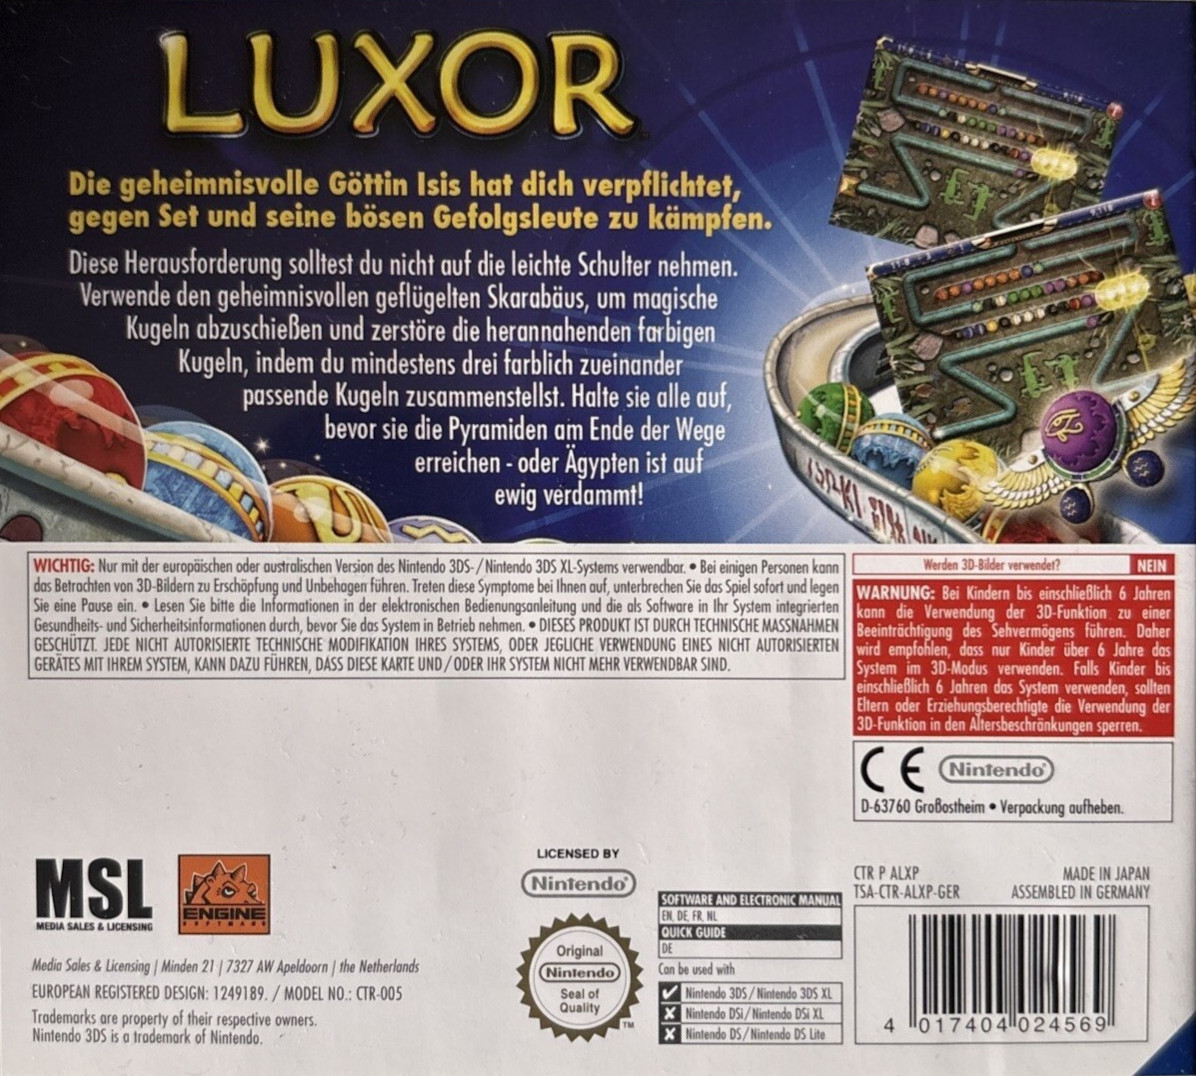 LUXOR
Die geheimnisvolle Göttin Isis hat dich verpflichtet,
gegen Set und seine bösen Gefolgsleute zu kämpfen.
Diese Herausforderung solltest du nicht auf die leichte Schulter nehmen.
Verwende den geheimnisvollen geflügelten Skarabäus, um magische
Kugeln abzuschießen und zerstöre die herannahenden farbigen
Kugeln, indem du mindestens drei farblich zueinander
passende Kugeln zusammenstellst. Halte sie alle auf,
bevor sie die Pyramiden am Ende der Wege
erreichen - oder Ägypten ist auf
ewig verdammt!
WICHTIG: Nur mit der europäischen oder australischen Version des Nintendo 3DS-/Nintendo 3DS XL-Systems verwendbar. • Bei einigen Personen kann
das Betrachten von 3D-Bildern zu Erschöpfung und Unbehagen führen. Treten diese Symptome bei Ihnen auf, unterbrechen Sie das Spiel sofort und legen
Sie eine Pause ein. • Lesen Sie bitte die Informationen in der elektronischen Bedienungsanleitung und die als Software in Ihr System integrierten
Gesundheits- und Sicherheitsinformationen durch, bevor Sie das System in Betrieb nehmen. • DIESES PRODUKT IST DURCH TECHNISCHE MASSNAHMEN
GESCHÜTZT. JEDE NICHT AUTORISIERTE TECHNISCHE MODIFIKATION IHRES SYSTEMS, ODER JEGLICHE VERWENDUNG EINES NICHT AUTORISIERTEN
GERÄTES MIT IHREM SYSTEM, KANN DAZU FÜHREN, DASS DIESE KARTE UND/ODER IHR SYSTEM NICHT MEHR VERWENDBAR SIND.
Werden 3D-Bilder verwendet? NEIN
WARNUNG: Bei Kindern bis einschließlich 6 Jahren
kann die Verwendung der 3D-Funktion zu einer
Beeinträchtigung des Sehvermögens führen. Daher
wird empfohlen, dass nur Kinder über 6 Jahre das
System im 3D-Modus verwenden. Falls Kinder bis
einschließlich 6 Jahren das System verwenden, sollten
Eltern oder Erziehungsberechtigte die Verwendung der
3D-Funktion in den Altersbeschränkungen sperren.
CE Nintendo
D-63760 Großostheim • Verpackung aufheben.
MSL
MEDIA SALES & LICENSING
ENGINE
SOFTWARE
Media Sales & Licensing | Minden 21 | 7327 AW Apeldoorn | the Netherlands
EUROPEAN REGISTERED DESIGN: 1249189. / MODEL NO.: CTR-005
Trademarks are property of their respective owners.
Nintendo 3DS is a trademark of Nintendo.
LICENSED BY
Nintendo
Original
Nintendo
Seal of
Quality
TM
SOFTWARE AND ELECTRONIC MANUAL
EN, DE, FR, NL
QUICK GUIDE
DE
Can be used with
Nintendo 3DS/Nintendo 3DS XL
Nintendo DSi/Nintendo DSi XL
Nintendo DS/Nintendo DS Lite
CTR P ALXP MADE IN JAPAN
TSA-CTR-ALXP-GER ASSEMBLED IN GERMANY
4 017404 024569